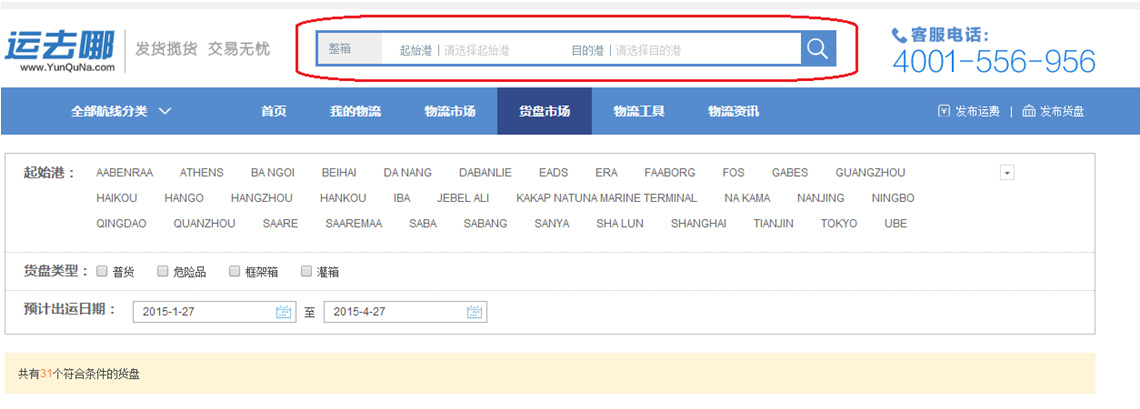 运去哪
www.YunQuNa.com
发货揽货 交易无忧
整箱 起始港 | 请选择起始港 目的港 | 请选择目的港
客服电话：
4001-556-956
全部航线分类 首页 我的物流 物流市场 货盘市场 物流工具 物流资讯 发布运费 | 发布货盘
起始港： AABENRAA ATHENS BA NGOI BEIHAI DA NANG DABANLIE EADS ERA FAABORG FOS GABES GUANGZHOU
HAIKOU HANGO HANGZHOU HANKOU IBA JEBEL ALI KAKAP NATUNA MARINE TERMINAL NA KAMA NANJING NINGBO
QINGDAO QUANZHOU SAARE SAAREMAA SABA SABANG SANYA SHA LUN SHANGHAI TIANJIN TOKYO UBE
货盘类型： 普货 危险品 框架箱 灌箱
预计出运日期： 2015-1-27 至 2015-4-27
共有31个符合条件的货盘